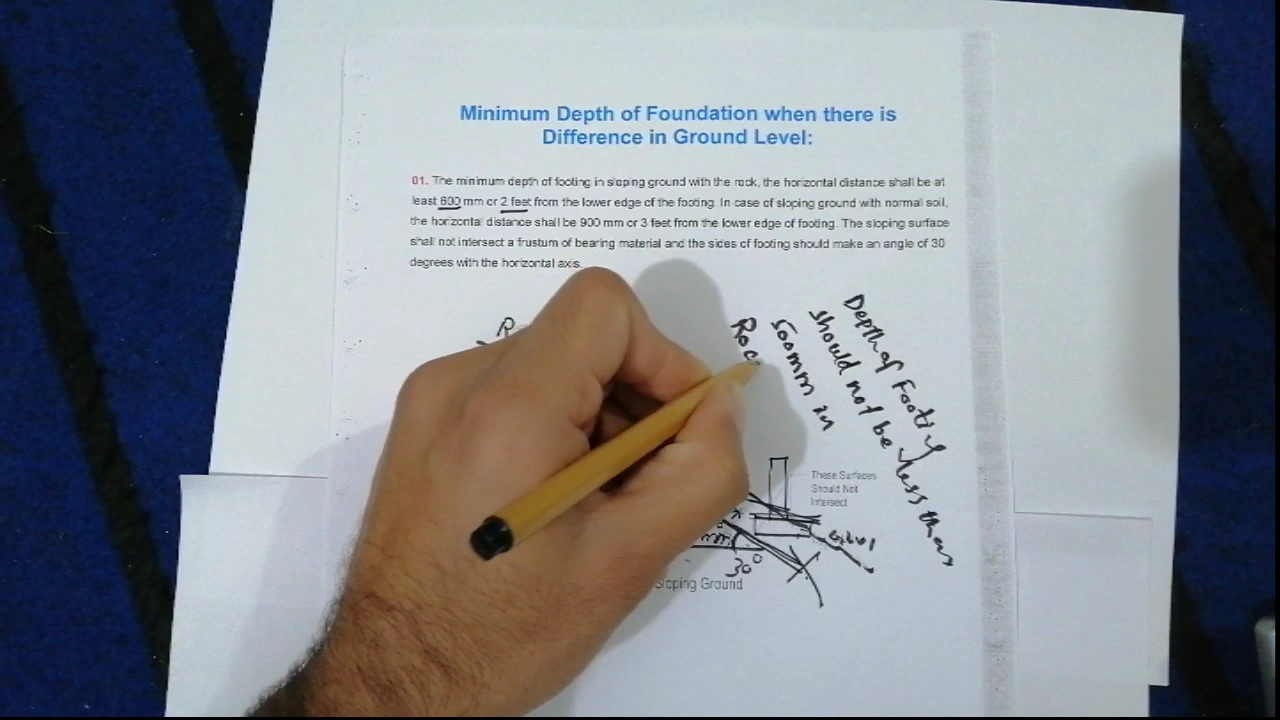 Minimum Depth of Foundation when there is
Difference in Ground Level:
01. The minimum depth of footing in sloping ground with the rock, the horizontal distance shall be at
least 600 mm or 2 feet from the lower edge of the footing. In case of sloping ground with normal soil,
the horizontal distance shall be 900 mm or 3 feet from the lower edge of footing. The sloping surface
shall not intersect a frustum of bearing material and the sides of footing should make an angle of 30
degrees with the horizontal axis.
R
Depth of Footing
should not be less than
500mm in
Roc
These Surfaces
Should Not
Intersect
30°
Sloping Ground